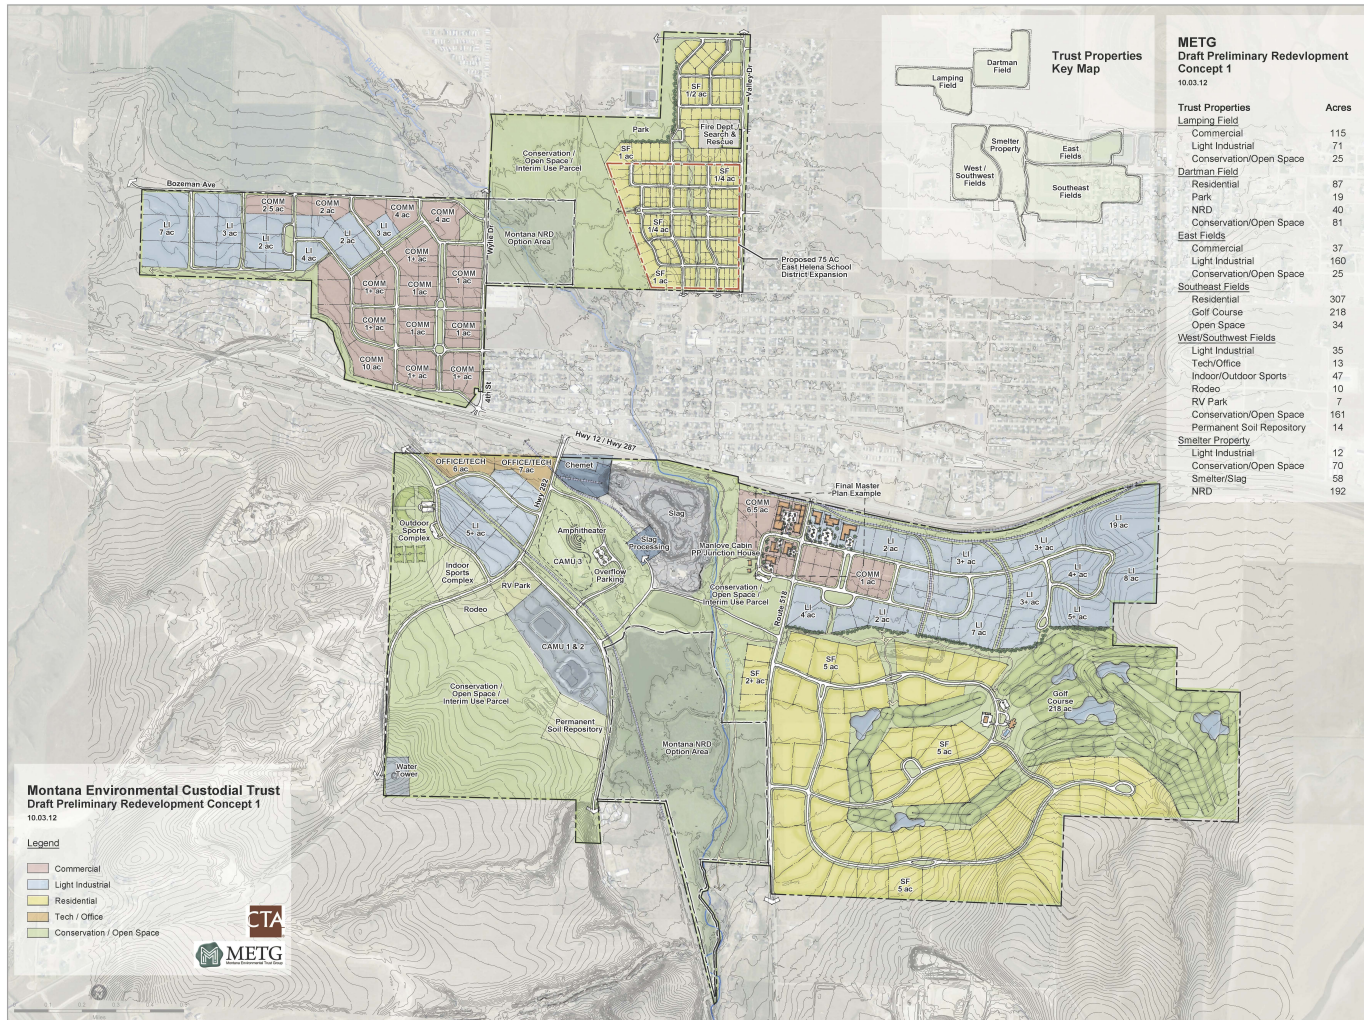 METG
Draft Preliminary Redevlopment
Concept 1
10.03.12
Trust Properties Acres
Lamping Field
Commercial 115
Light Industrial 71
Conservation/Open Space 25
Dartman Field
Residential 87
Park 19
NRD 40
Conservation/Open Space 81
East Fields
Commercial 37
Light Industrial 160
Conservation/Open Space 25
Southeast Fields
Residential 307
Golf Course 218
Open Space 34
West/Southwest Fields
Light Industrial 35
Tech/Office 13
Indoor/Outdoor Sports 47
Rodeo 10
RV Park 7
Conservation/Open Space 161
Permanent Soil Repository 14
Smelter Property
Light Industrial 12
Conservation/Open Space 70
Smelter/Slag 58
NRD 192
Trust Properties
Key Map
Dartman
Field
Lamping
Field
Smelter
Property
East
Fields
West /
Southwest
Fields
Southeast
Fields
Valley Dr
SF
1/2 ac
Park
Fire Dept /
Search &
Rescue
SF
1 ac
Conservation /
Open Space /
Interim Use Parcel
SF
1/4 ac
SF
1/4 ac
SF
1 ac
Proposed 75 AC
East Helena School
District Expansion
Bozeman Ave
COMM
2.5 ac
COMM
2 ac
COMM
4 ac
COMM
4 ac
LI
7 ac
LI
3 ac
LI
2 ac
LI
2 ac
LI
3 ac
LI
4 ac
Wylie Dr
Montana NRD
Option Area
COMM
1+ ac
COMM
1 ac
COMM
1+ ac
COMM
1+ ac
COMM
1 ac
COMM
1 ac
COMM
10 ac
COMM
1+ ac
COMM
1+ ac
4th St
Hwy 12 / Hwy 287
OFFICE/TECH
6 ac
OFFICE/TECH
7 ac
Chemet
Hwy 282
Outdoor
Sports
Complex
LI
5+ ac
Amphitheater
Slag
Slag
Processing
CAMU 3
Overflow
Parking
Indoor
Sports
Complex
RV Park
Rodeo
CAMU 1 & 2
Conservation /
Open Space /
Interim Use Parcel
Permanent
Soil Repository
Water
Tower
Montana NRD
Option Area
Final Master
Plan Example
COMM
6.5 ac
Manlove Cabin
PP Junction House
Conservation /
Open Space /
Interim Use Parcel
Route 518
COMM
1 ac
LI
2 ac
LI
3+ ac
LI
3+ ac
LI
19 ac
LI
4+ ac
LI
8 ac
LI
3+ ac
LI
5+ ac
LI
4 ac
LI
2 ac
LI
7 ac
SF
2+ ac
SF
5 ac
SF
5 ac
SF
5 ac
Golf
Course
218 ac
Montana Environmental Custodial Trust
Draft Preliminary Redevelopment Concept 1
10.03.12
Legend
Commercial
Light Industrial
Residential
Tech / Office
Conservation / Open Space
CTA
METG
Montana Environmental Trust Group